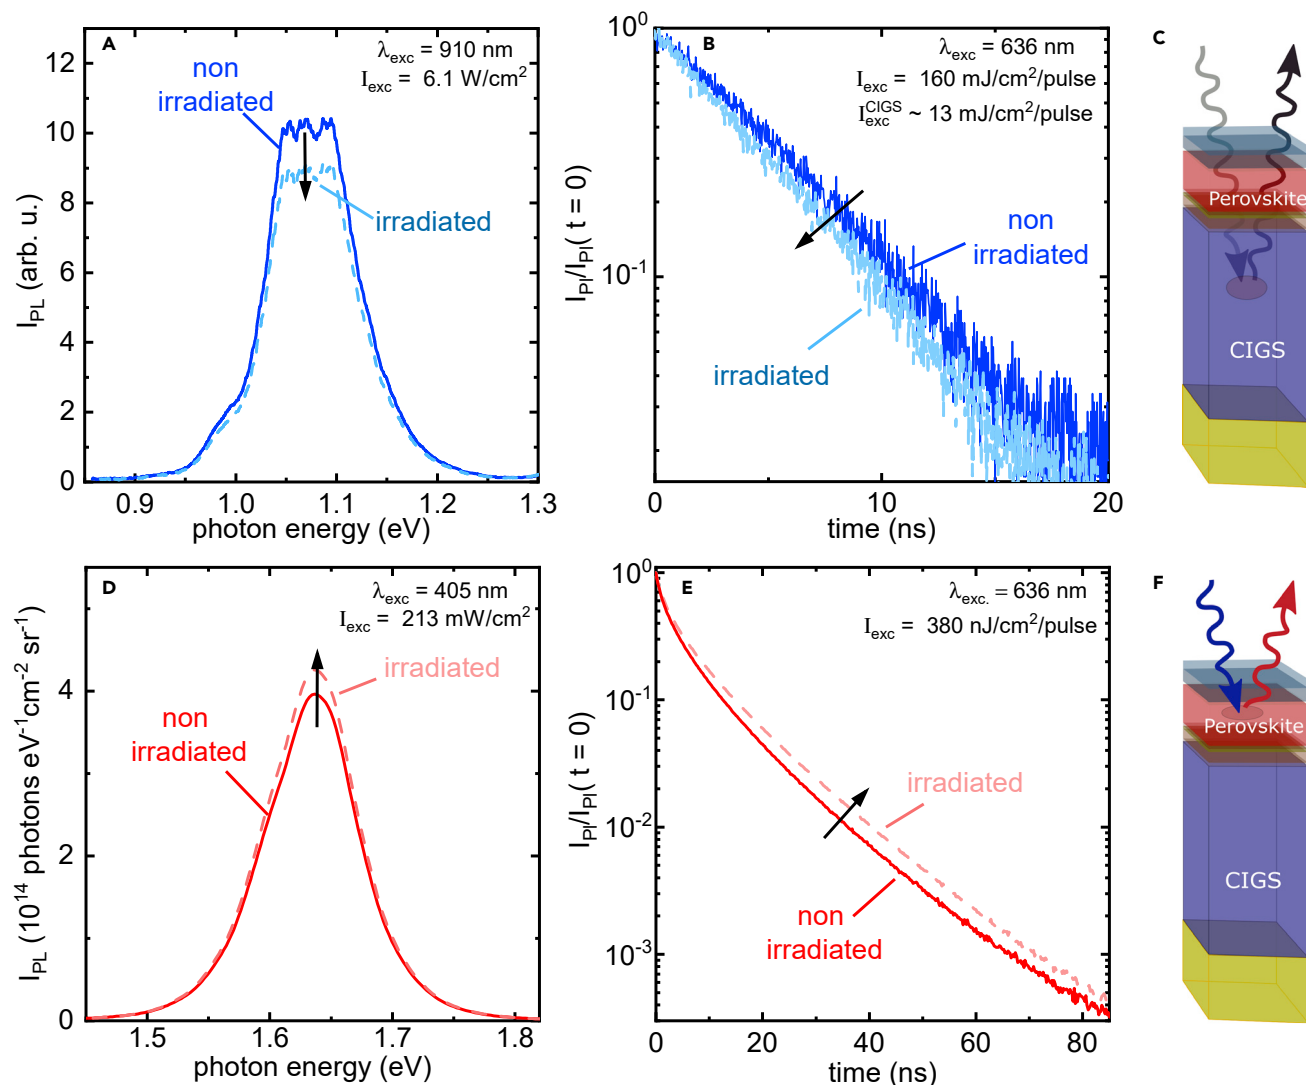 A
λexc = 910 nm
Iexc = 6.1 W/cm²
non
irradiated
irradiated
12
10
8
6
4
2
0
IPL (arb. u.)
0.9
1.0
1.1
1.2
1.3
photon energy (eV)
B
λexc = 636 nm
Iexc = 160 mJ/cm²/pulse
IexcCIGS ~ 13 mJ/cm²/pulse
non
irradiated
irradiated
10⁰
10⁻¹
IPl/IPl( t = 0)
0
10
20
time (ns)
C
Perovskite
CIGS
D
λexc = 405 nm
Iexc = 213 mW/cm²
irradiated
non
irradiated
4
2
0
IPL (10¹⁴ photons eV⁻¹cm⁻² sr⁻¹)
1.5
1.6
1.7
1.8
photon energy (eV)
E
λexc. = 636 nm
Iexc = 380 nJ/cm²/pulse
irradiated
non
irradiated
10⁰
10⁻¹
10⁻²
10⁻³
IPl/IPl( t = 0)
0
20
40
60
80
time (ns)
F
Perovskite
CIGS